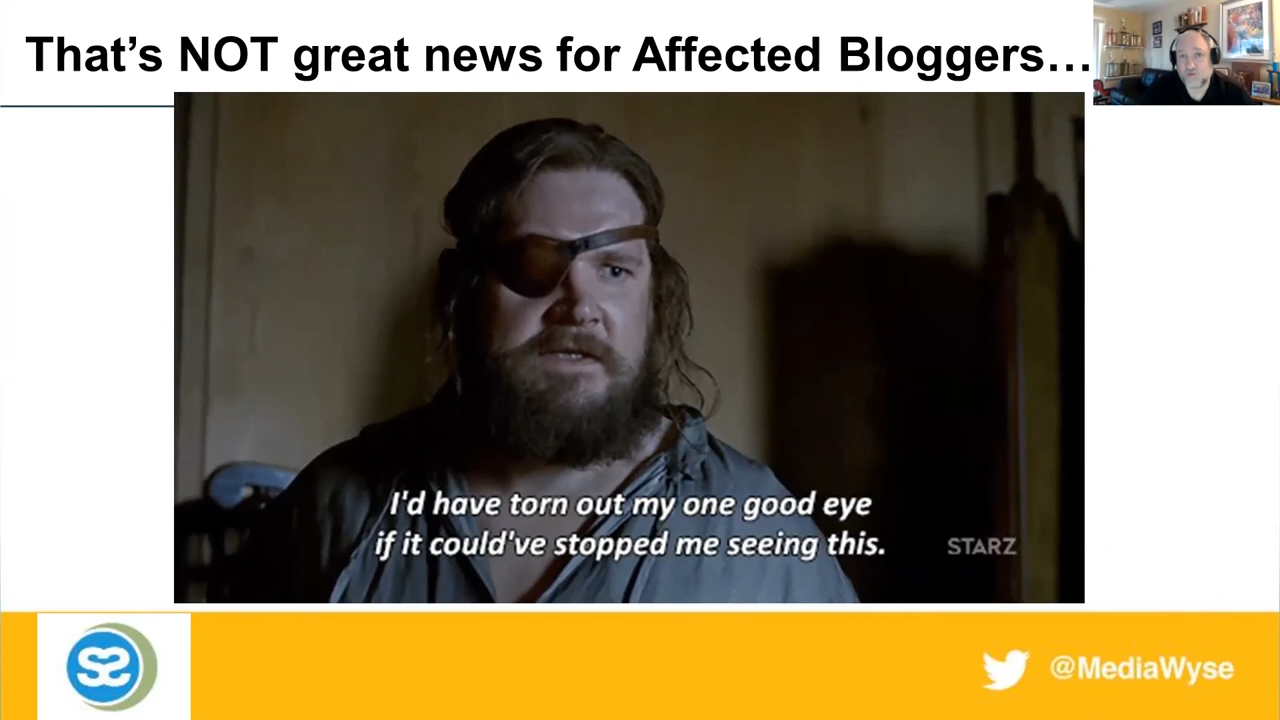 That’s NOT great news for Affected Bloggers…
I'd have torn out my one good eye
if it could've stopped me seeing this.
STARZ
@MediaWyse